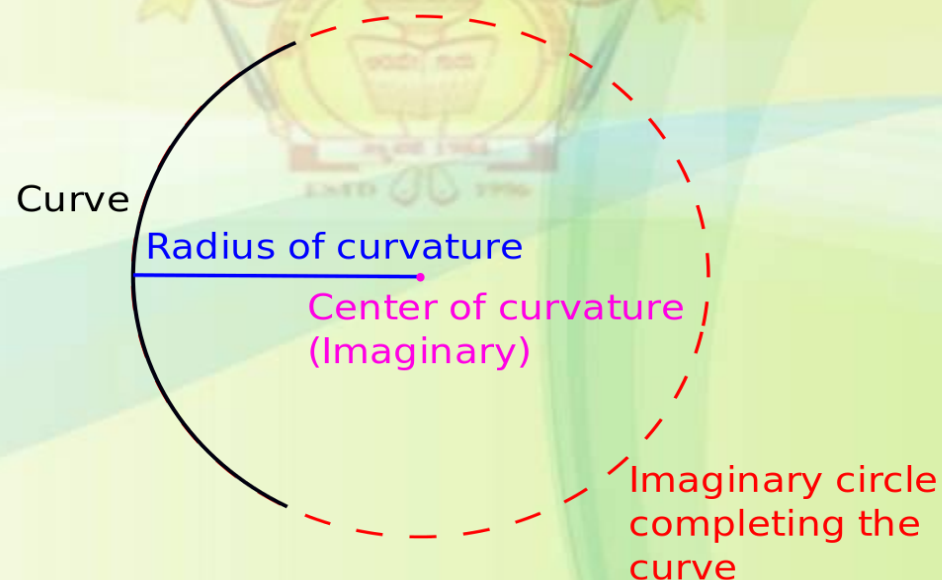 Curve
Radius of curvature
Center of curvature
(Imaginary)
Imaginary circle
completing the
curve